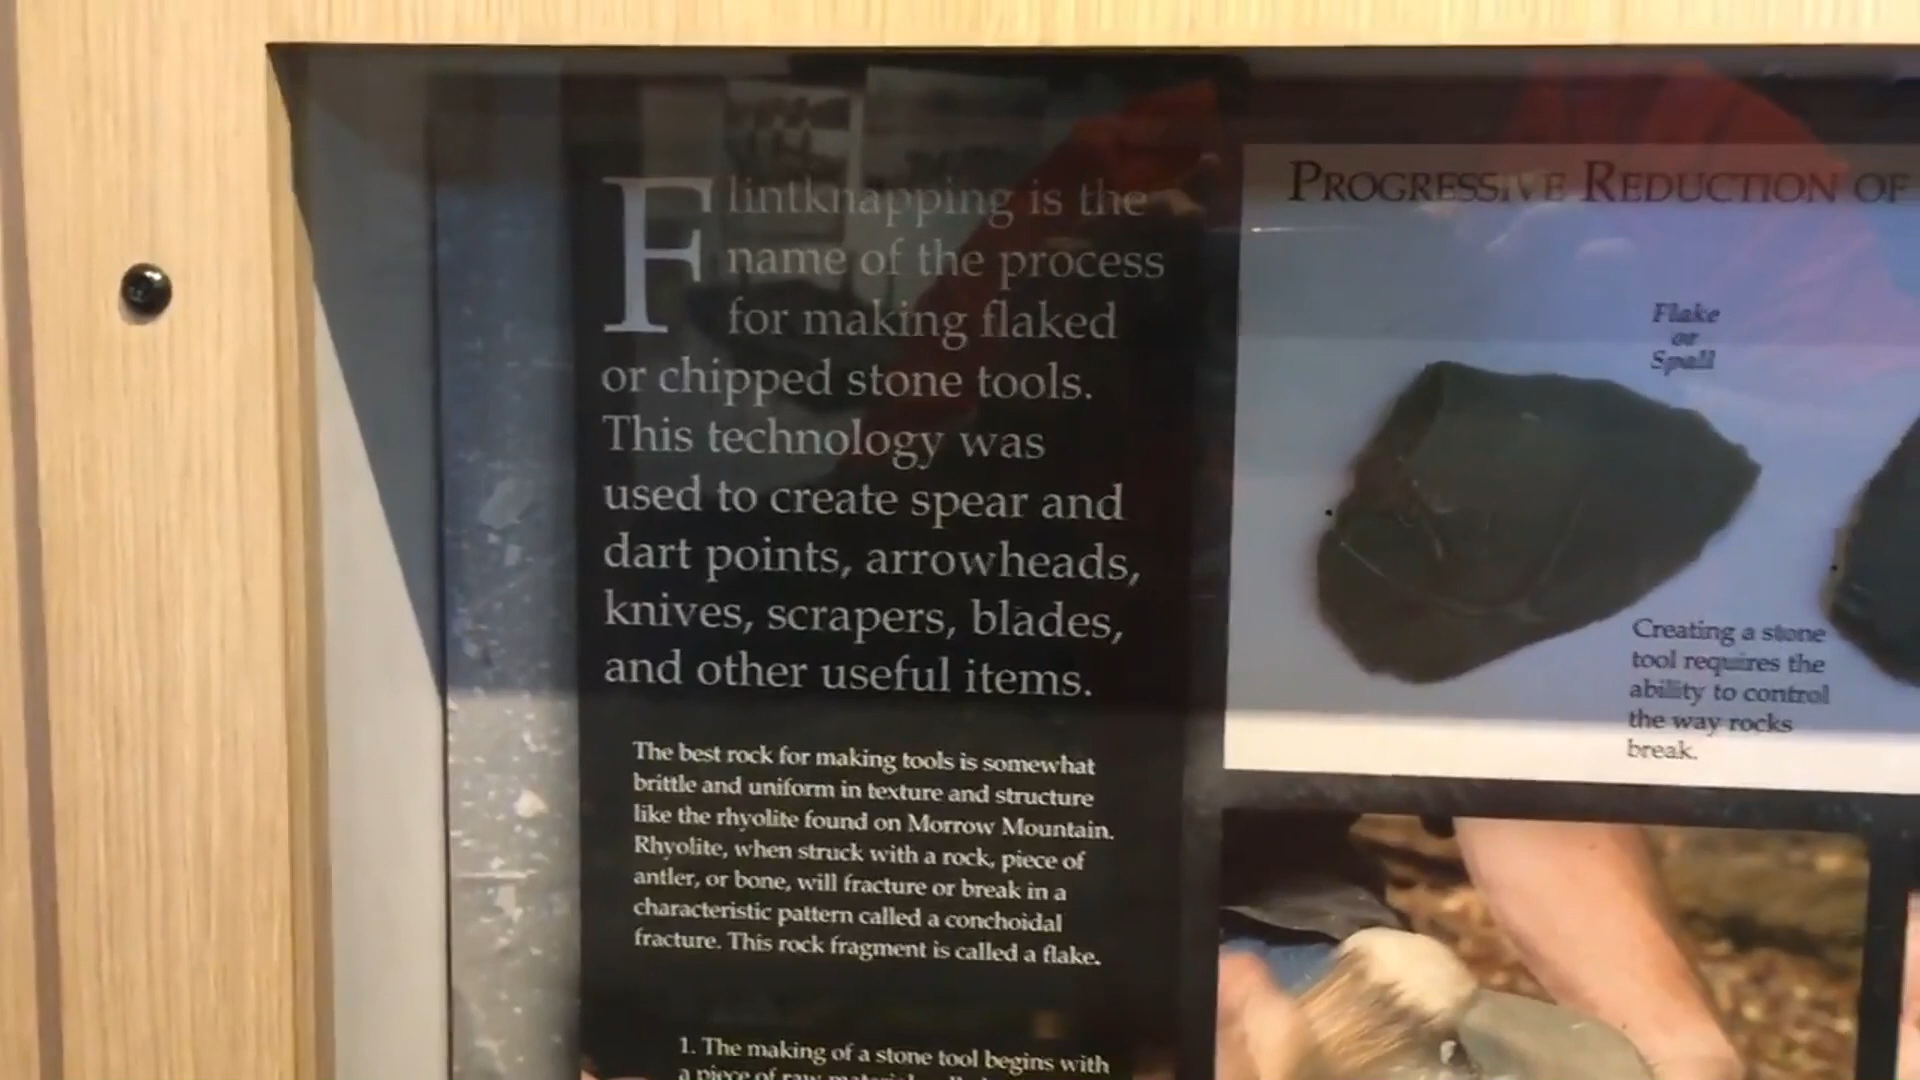 Flintknapping is the
name of the process
for making flaked
or chipped stone tools.
This technology was
used to create spear and
dart points, arrowheads,
knives, scrapers, blades,
and other useful items.
The best rock for making tools is somewhat
brittle and uniform in texture and structure
like the rhyolite found on Morrow Mountain.
Rhyolite, when struck with a rock, piece of
antler, or bone, will fracture or break in a
characteristic pattern called a conchoidal
fracture. This rock fragment is called a flake.
1. The making of a stone tool begins with
a piece of raw
PROGRESSIVE REDUCTION OF
Flake
or
Spall
Creating a stone
tool requires the
ability to control
the way rocks
break.